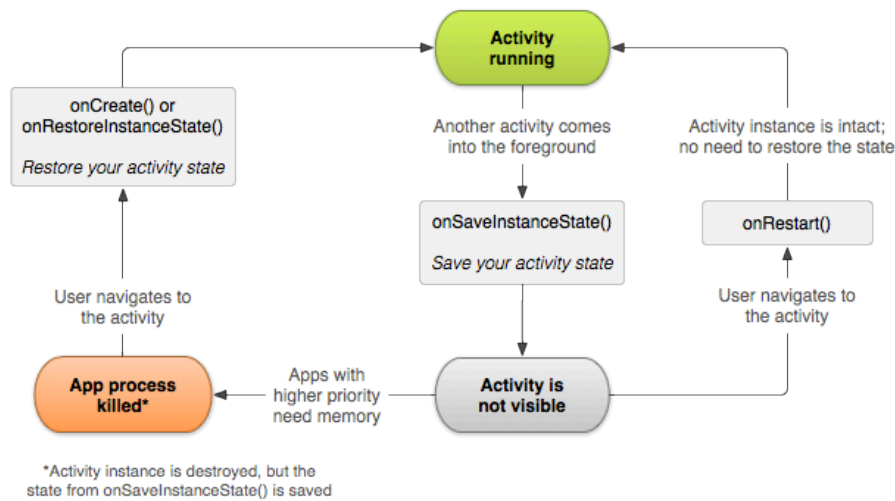 Activity
running
onCreate() or
onRestoreInstanceState()
Restore your activity state
Another activity comes
into the foreground
Activity instance is intact;
no need to restore the state
onSaveInstanceState()
Save your activity state
onRestart()
User navigates to
the activity
User navigates to
the activity
App process
killed*
Apps with
higher priority
need memory
Activity is
not visible
*Activity instance is destroyed, but the
state from onSaveInstanceState() is saved